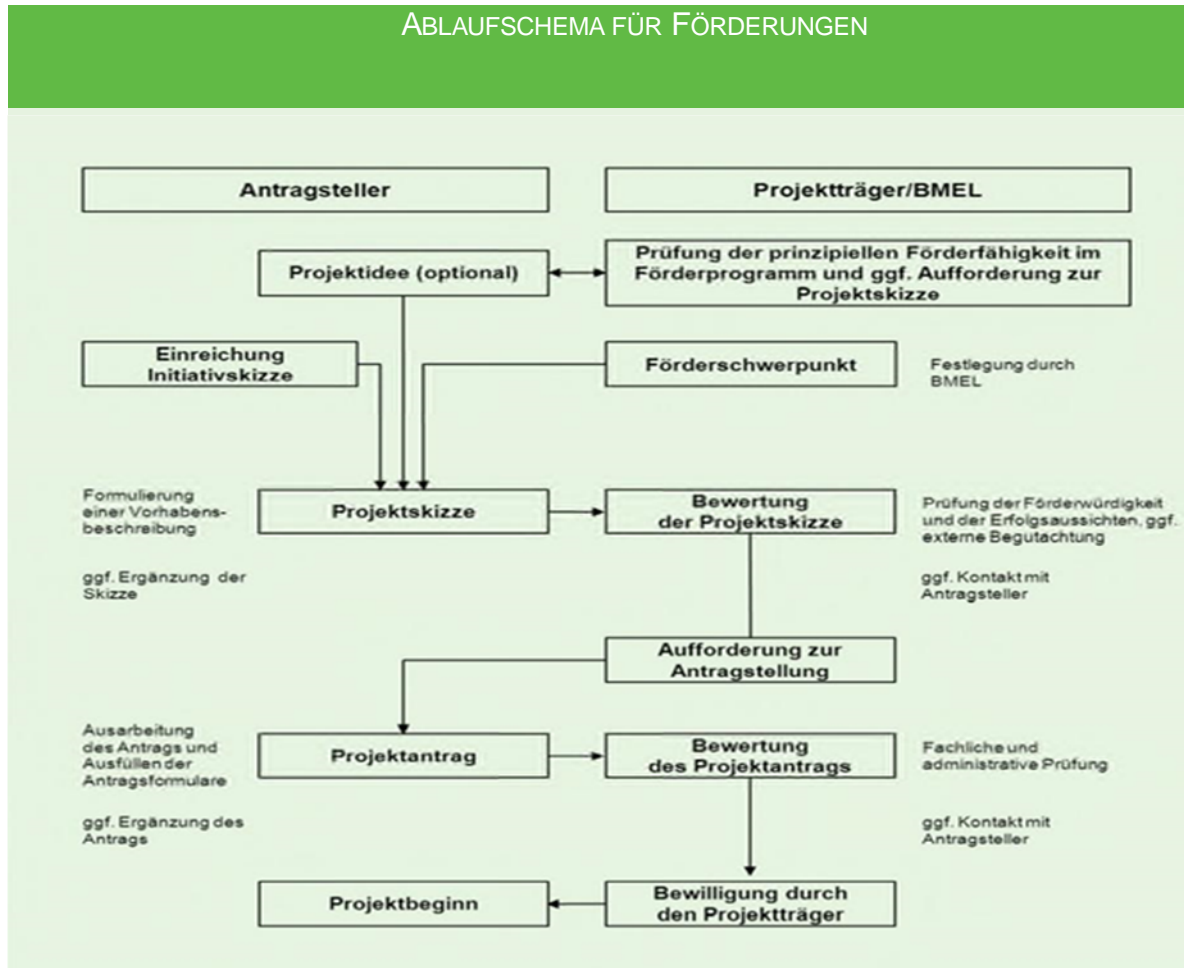 ABLAUFSCHEMA FÜR FÖRDERUNGEN
Antragsteller
Projektträger/BMEL
Projektidee (optional)
Prüfung der prinzipiellen Förderfähigkeit im
Förderprogramm und ggf. Aufforderung zur
Projektskizze
Einreichung
Initiativskizze
Förderschwerpunkt
Festlegung durch
BMEL
Formulierung
einer Vorhabens-
beschreibung
ggf. Ergänzung der
Skizze
Projektskizze
Bewertung
der Projektskizze
Prüfung der Förderwürdigkeit
und der Erfolgsaussichten, ggf.
externe Begutachtung
ggf. Kontakt mit
Antragsteller
Aufforderung zur
Antragstellung
Ausarbeitung
des Antrags und
Ausfüllen der
Antragsformulare
ggf. Ergänzung des
Antrags
Projektantrag
Bewertung
des Projektantrags
Fachliche und
administrative Prüfung
ggf. Kontakt mit
Antragsteller
Projektbeginn
Bewilligung durch
den Projektträger